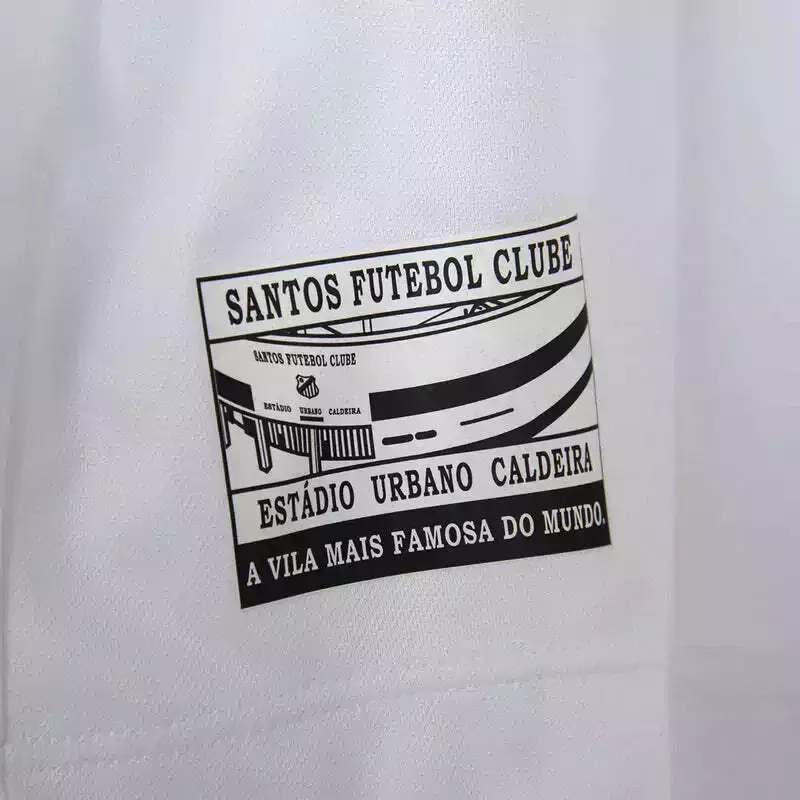 SANTOS FUTEBOL CLUBE
SANTOS FUTEBOL CLUBE
ESTÁDIO URBANO CALDEIRA
ESTÁDIO URBANO CALDEIRA
A VILA MAIS FAMOSA DO MUNDO.